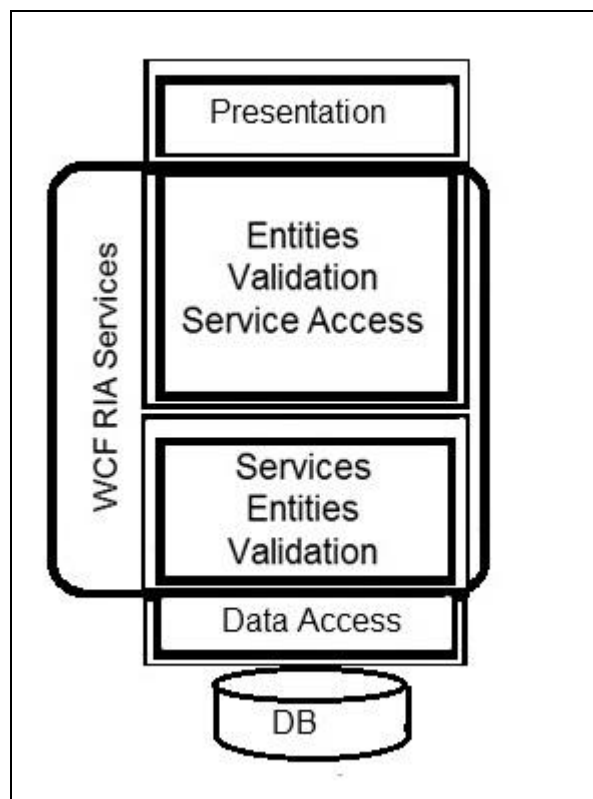 Presentation
WCF RIA Services
Entities
Validation
Service Access
Services
Entities
Validation
Data Access
DB